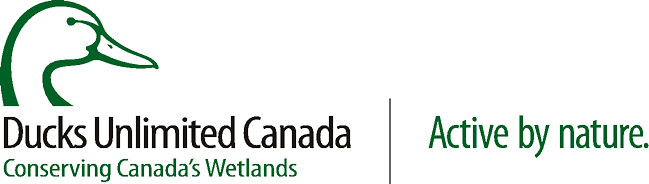 Ducks Unlimited Canada
Conserving Canada's Wetlands
Active by nature.